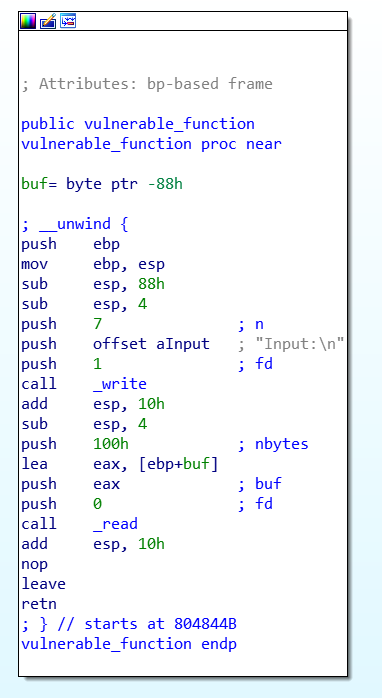 ; Attributes: bp-based frame
public vulnerable_function
vulnerable_function proc near
buf= byte ptr -88h
; __unwind {
push    ebp
mov     ebp, esp
sub     esp, 88h
sub     esp, 4
push    7               ; n
push    offset aInput   ; "Input:\n"
push    1               ; fd
call    _write
add     esp, 10h
sub     esp, 4
push    100h            ; nbytes
lea     eax, [ebp+buf]
push    eax             ; buf
push    0               ; fd
call    _read
add     esp, 10h
nop
leave
retn
; } // starts at 804844B
vulnerable_function endp